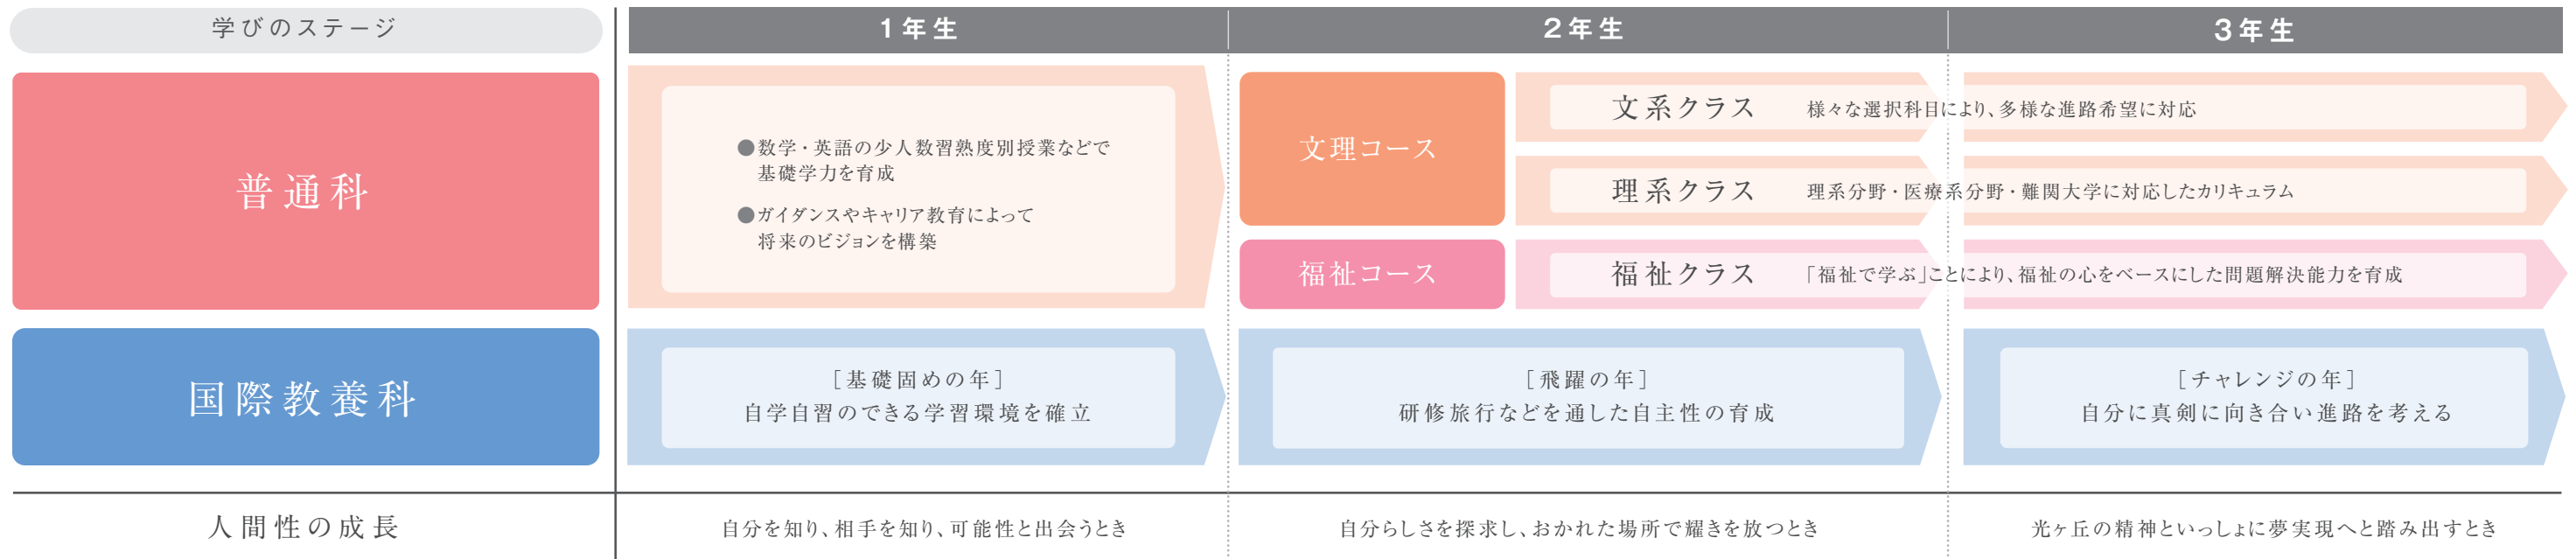 学びのステージ
1年生
2年生
3年生
普通科
●数学・英語の少人数習熟度別授業などで
基礎学力を育成
●ガイダンスやキャリア教育によって
将来のビジョンを構築
文理コース
文系クラス 様々な選択科目により、多様な進路希望に対応
理系クラス 理系分野・医療系分野・難関大学に対応したカリキュラム
福祉コース
福祉クラス 「福祉で学ぶ」ことにより、福祉の心をベースにした問題解決能力を育成
国際教養科
［基礎固めの年］
自学自習のできる学習環境を確立
［飛躍の年］
研修旅行などを通した自主性の育成
［チャレンジの年］
自分に真剣に向き合い進路を考える
人間性の成長
自分を知り、相手を知り、可能性と出会うとき
自分らしさを探求し、おかれた場所で耀きを放つとき
光ヶ丘の精神といっしょに夢実現へと踏み出すとき